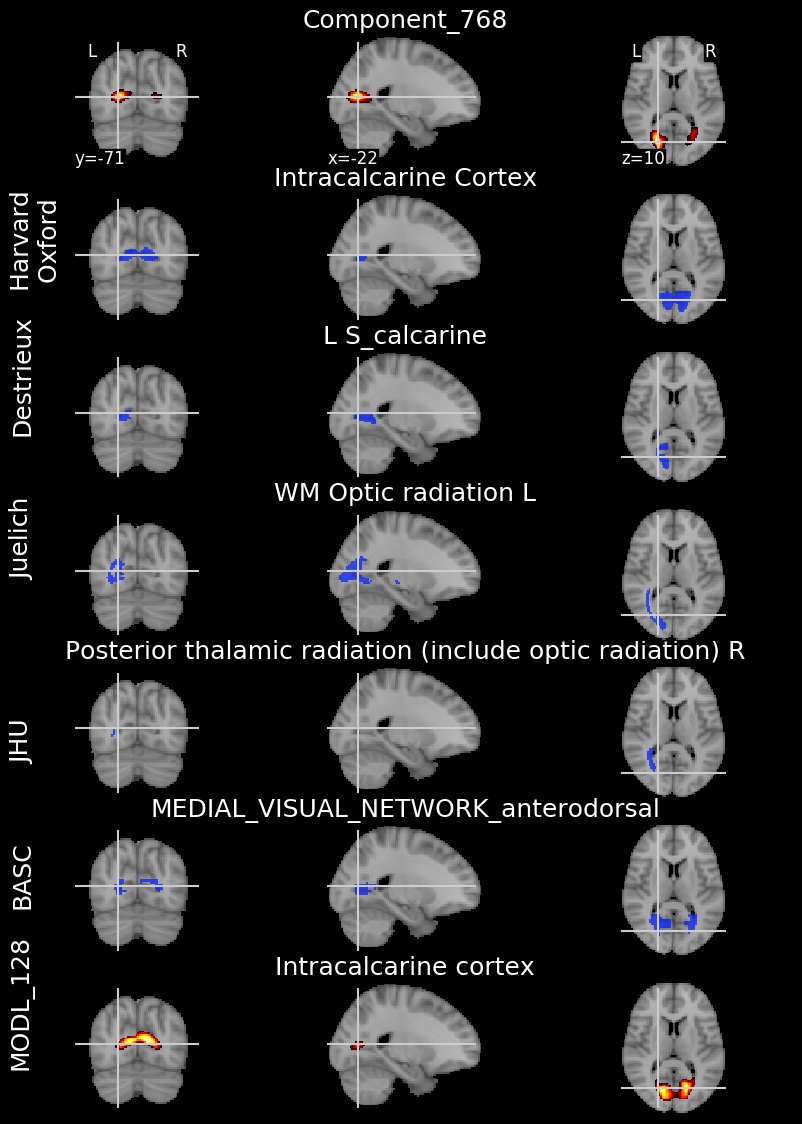 Component_768
L R L R
y=-71 x=-22 z=10
Intracalcarine Cortex
Harvard
Oxford
L S_calcarine
Destrieux
WM Optic radiation L
Juelich
Posterior thalamic radiation (include optic radiation) R
JHU
MEDIAL_VISUAL_NETWORK_anterodorsal
BASC
Intracalcarine cortex
MODL_128